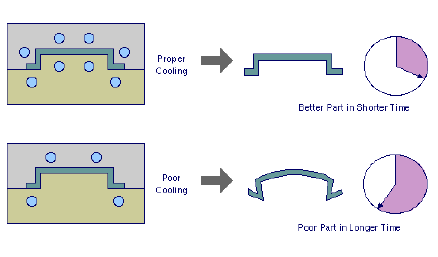 Proper
Cooling
Better Part in Shorter Time
Poor
Cooling
Poor Part in Longer Time